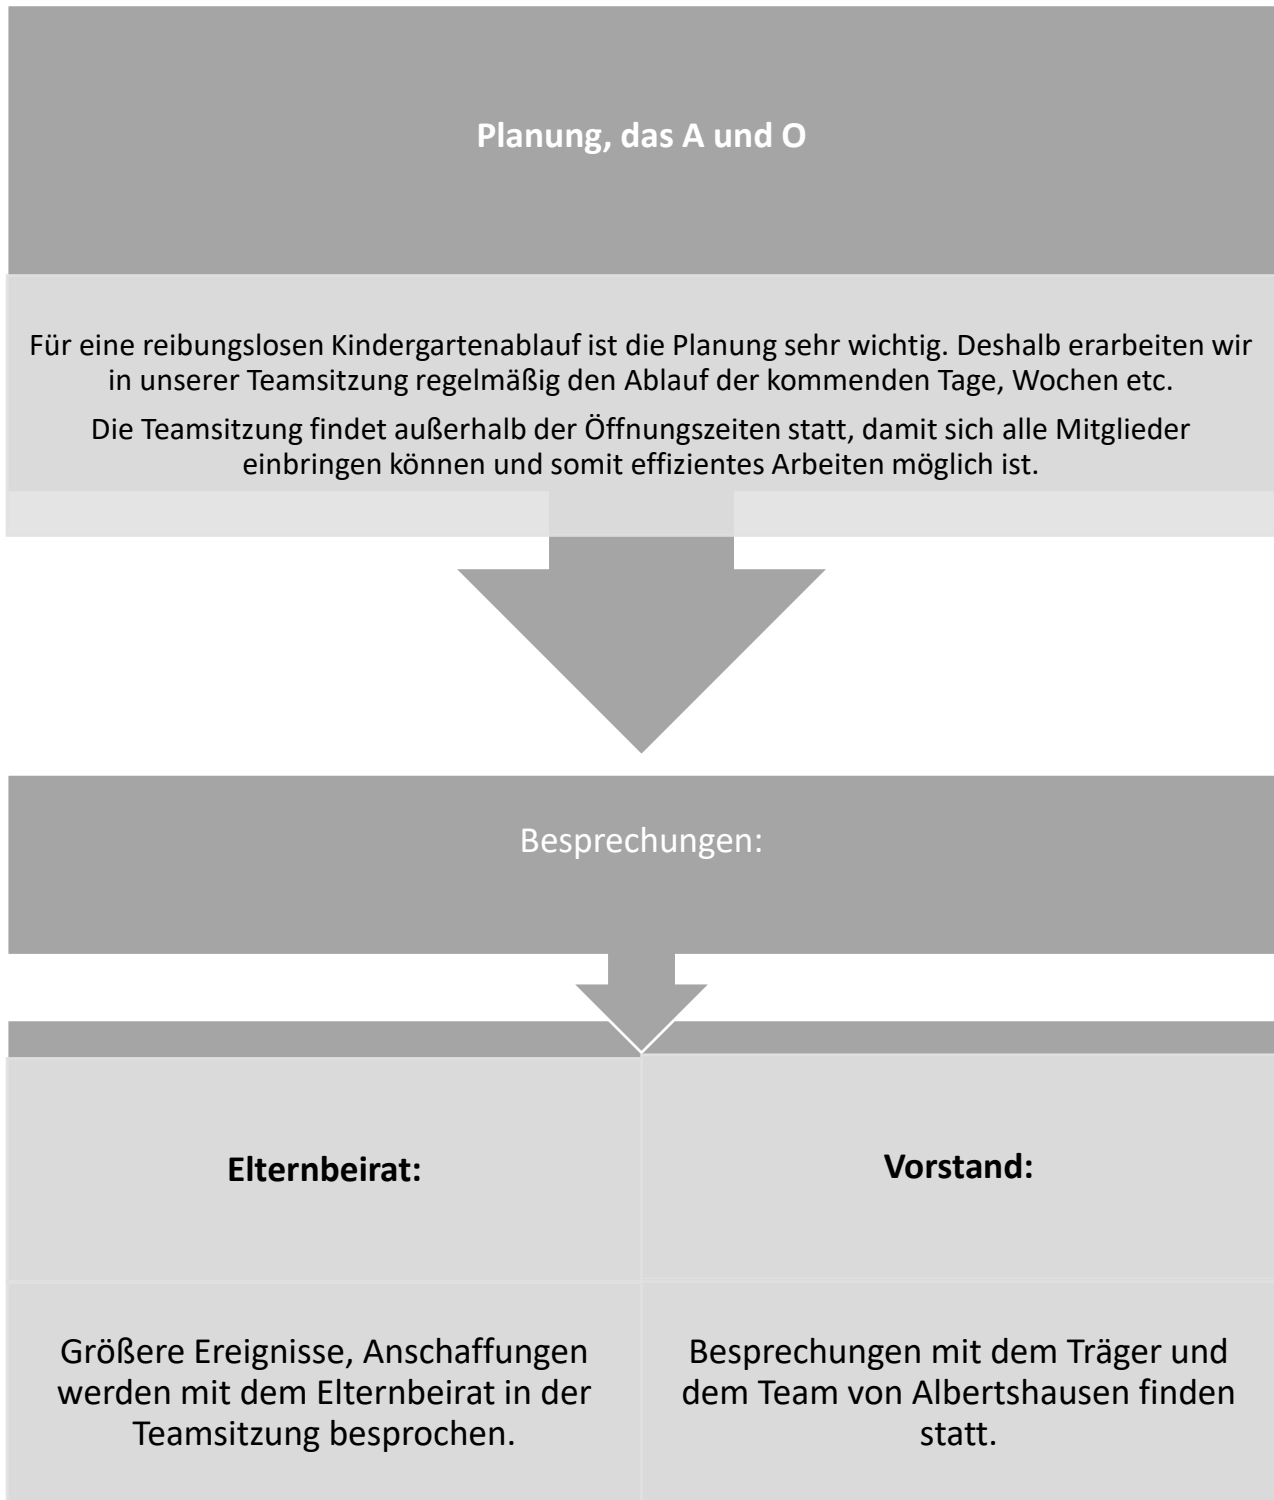 Planung, das A und O
Für eine reibungslosen Kindergartenablauf ist die Planung sehr wichtig. Deshalb erarbeiten wir
in unserer Teamsitzung regelmäßig den Ablauf der kommenden Tage, Wochen etc.
Die Teamsitzung findet außerhalb der Öffnungszeiten statt, damit sich alle Mitglieder
einbringen können und somit effizientes Arbeiten möglich ist.
Besprechungen:
Elternbeirat:
Größere Ereignisse, Anschaffungen
werden mit dem Elternbeirat in der
Teamsitzung besprochen.
Vorstand:
Besprechungen mit dem Träger und
dem Team von Albertshausen finden
statt.